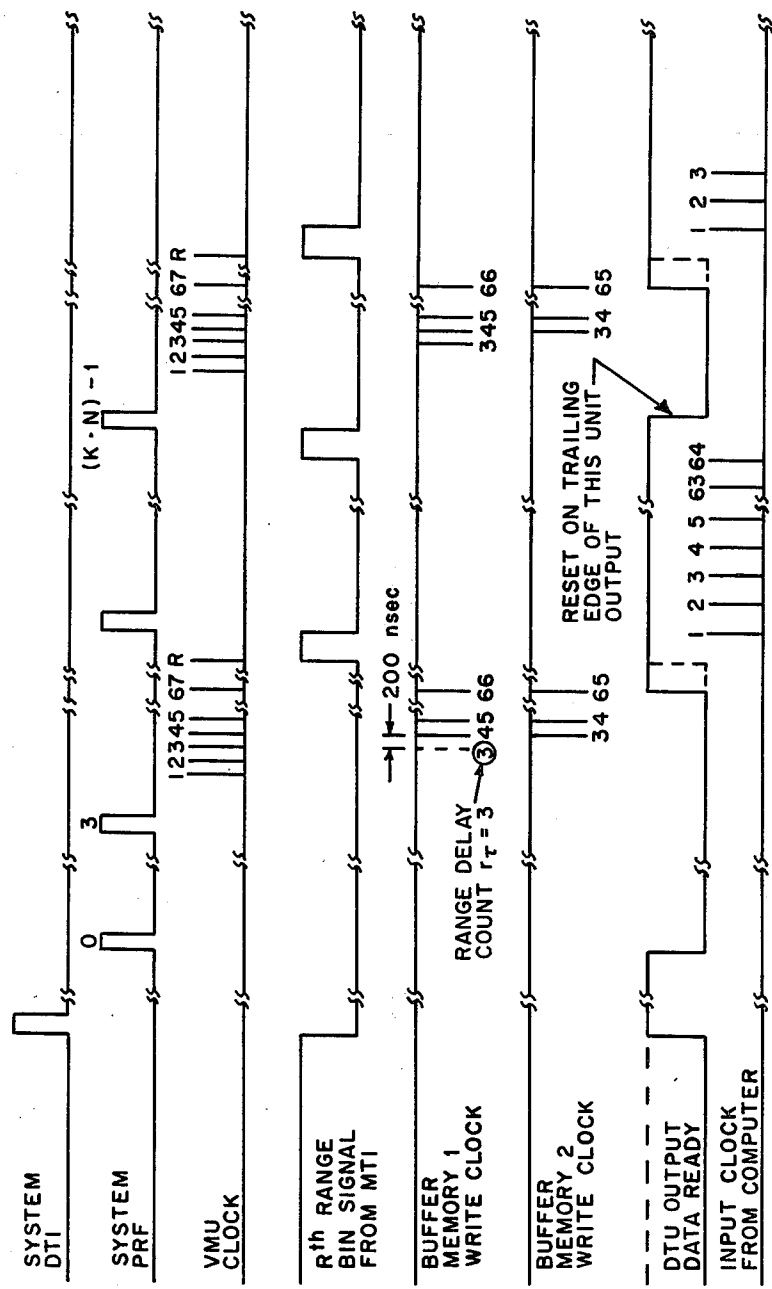 SYSTEM
DTI
SYSTEM
PRF
0
3
(K·N)-1
VMU
CLOCK
12345 67 R
12345 67 R
Rth RANGE
BIN SIGNAL
FROM MTI
BUFFER
MEMORY 1
WRITE CLOCK
200 nsec
345 66
345 66
RANGE DELAY
COUNT rτ = 3
BUFFER
MEMORY 2
WRITE CLOCK
34 65
34 65
DTU OUTPUT
DATA READY
RESET ON TRAILING
EDGE OF THIS UNIT
OUTPUT
INPUT CLOCK
FROM COMPUTER
1 2 3 4 5 63 64
1 2 3